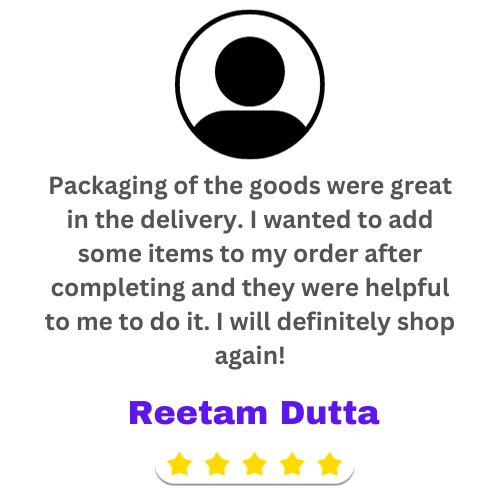 Packaging of the goods were great
in the delivery. I wanted to add
some items to my order after
completing and they were helpful
to me to do it. I will definitely shop
again!
Reetam Dutta